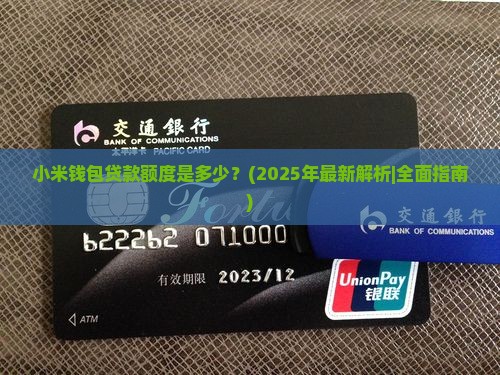 交通銀行
BANK OF COMMUNICATIONS
太平洋卡 PACIFIC CARD
小米钱包贷款额度是多少？(2025年最新解析|全面指南
)
交通銀行
BANK OF COMMUNICATIONS
622262 071000
有效期限 2023/12
UnionPay
银联
ATM